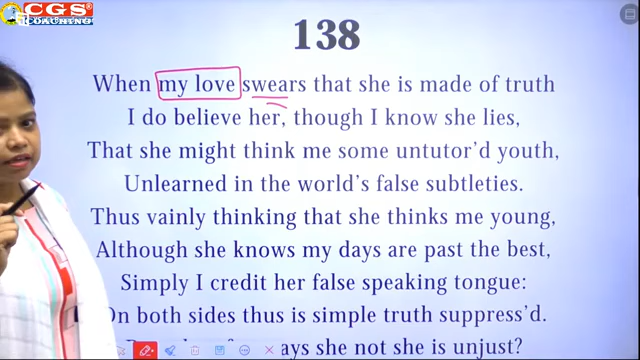 CGS
COACHING
138
When my love swears that she is made of truth
I do believe her, though I know she lies,
That she might think me some untutor'd youth,
Unlearned in the world's false subtleties.
Thus vainly thinking that she thinks me young,
Although she knows my days are past the best,
Simply I credit her false speaking tongue:
On both sides thus is simple truth suppress'd.
ays she not she is unjust?